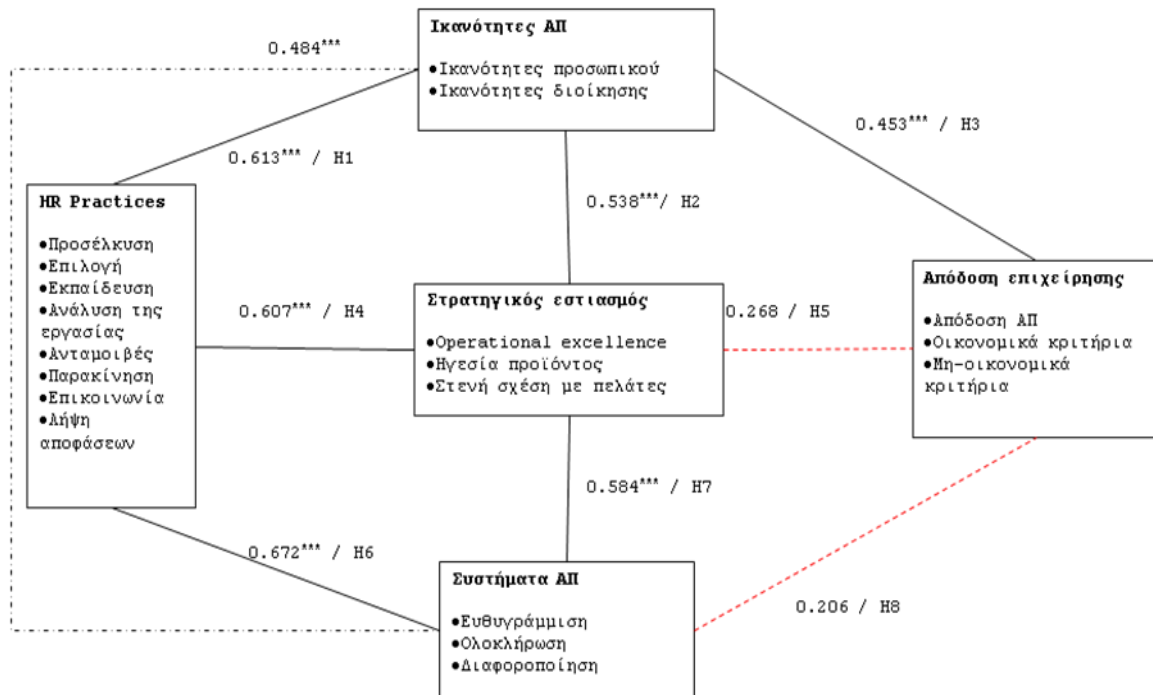 Ικανότητες ΑΠ
●Ικανότητες προσωπικού
●Ικανότητες διοίκησης
0.484***
0.453*** / H3
0.613*** / H1
0.538***/ H2
HR Practices
●Προσέλκυση
●Επιλογή
●Εκπαίδευση
●Ανάλυση της
εργασίας
●Ανταμοιβές
●Παρακίνηση
●Επικοινωνία
●Λήψη
αποφάσεων
0.607*** / H4
Στρατηγικός εστιασμός
●Operational excellence
●Ηγεσία προϊόντος
●Στενή σχέση με πελάτες
0.268 / H5
Απόδοση επιχείρησης
●Απόδοση ΑΠ
●Οικονομικά κριτήρια
●Μη-οικονομικά
κριτήρια
0.584*** / H7
0.672*** / H6
Συστήματα ΑΠ
●Ευθυγράμμιση
●Ολοκλήρωση
●Διαφοροποίηση
0.206 / H8